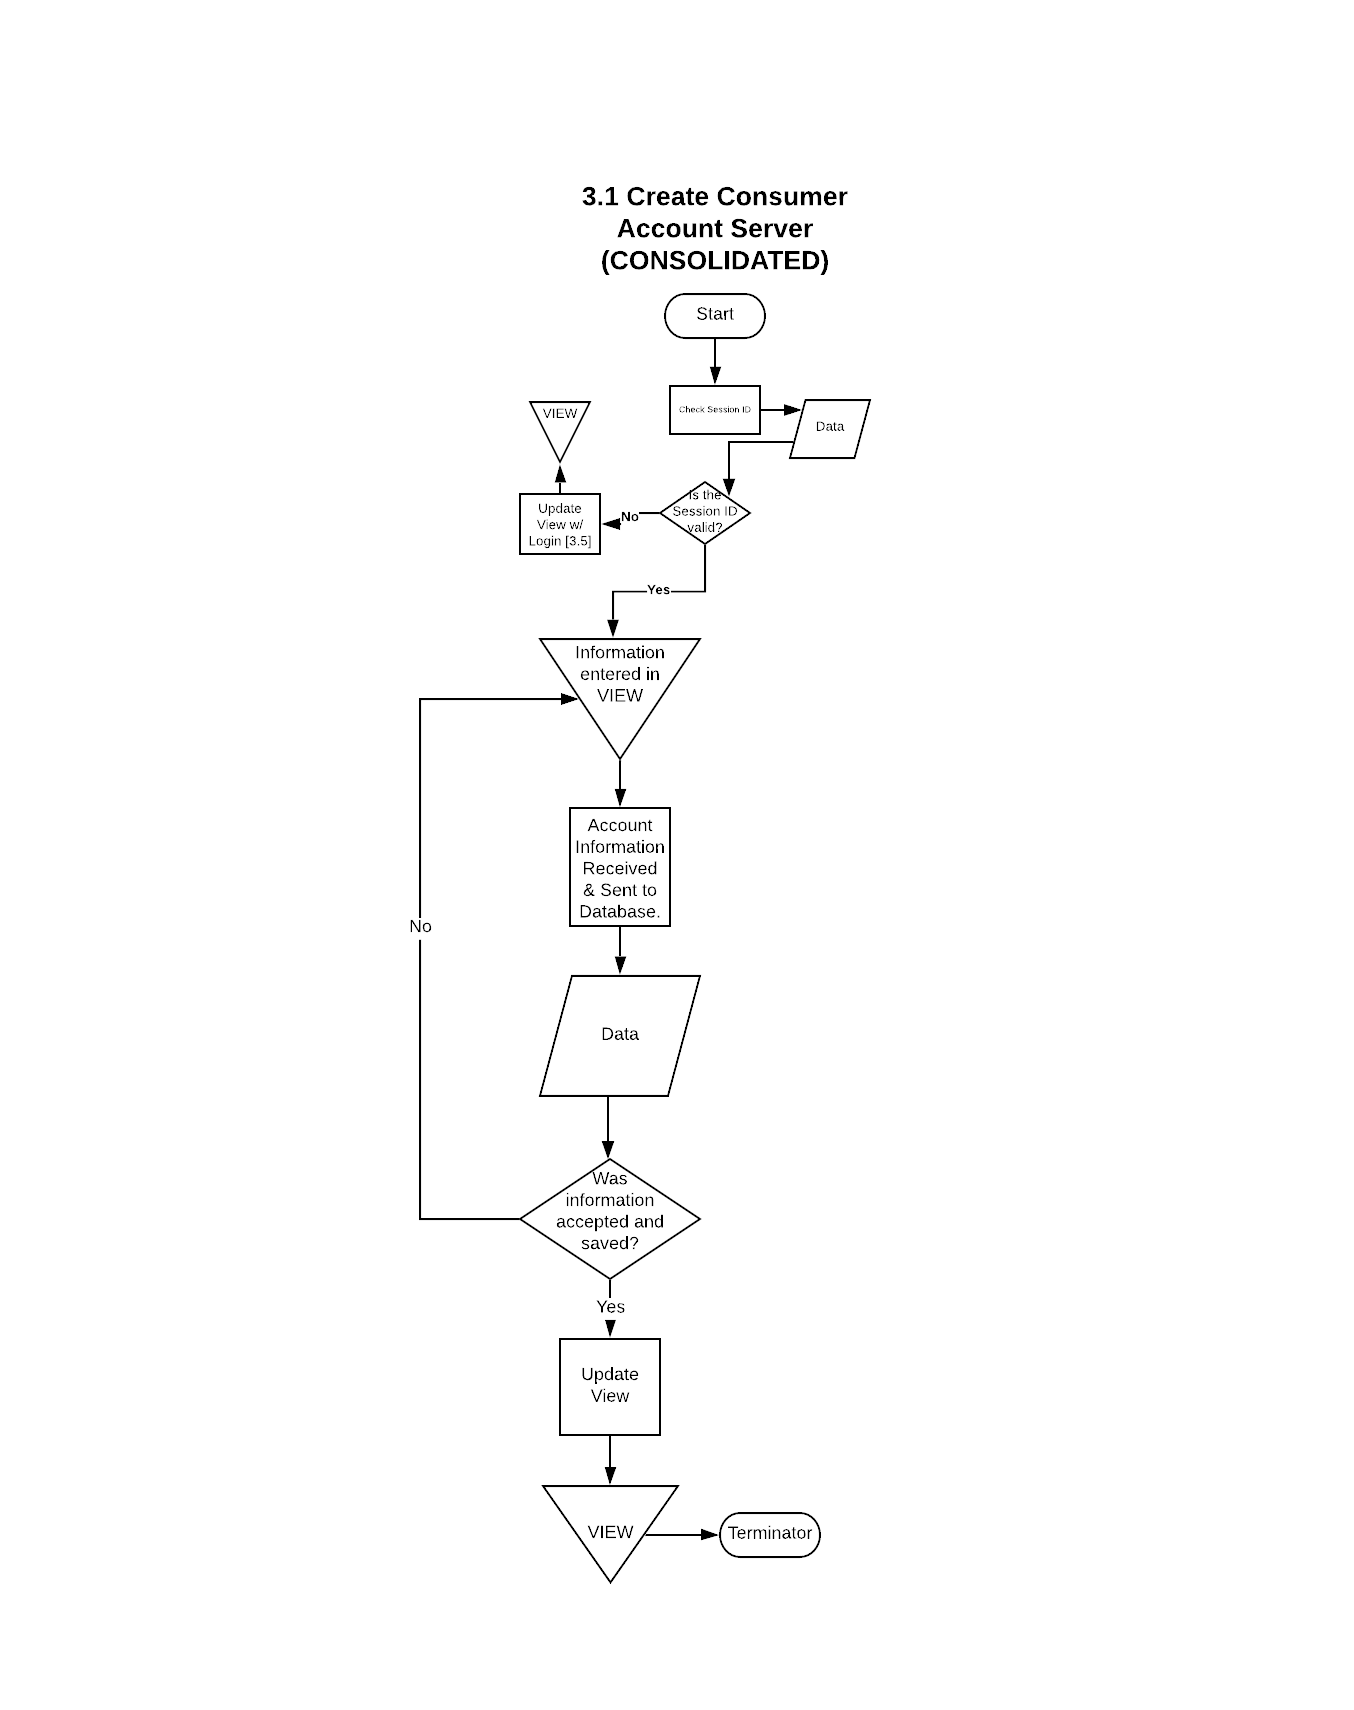 3.1 Create Consumer
Account Server
(CONSOLIDATED)
Start
Check Session ID
Data
VIEW
Is the
Session ID
valid?
No
Update
View w/
Login [3.5]
Yes
Information
entered in
VIEW
Account
Information
Received
& Sent to
Database.
No
Data
Was
information
accepted and
saved?
Yes
Update
View
VIEW
Terminator